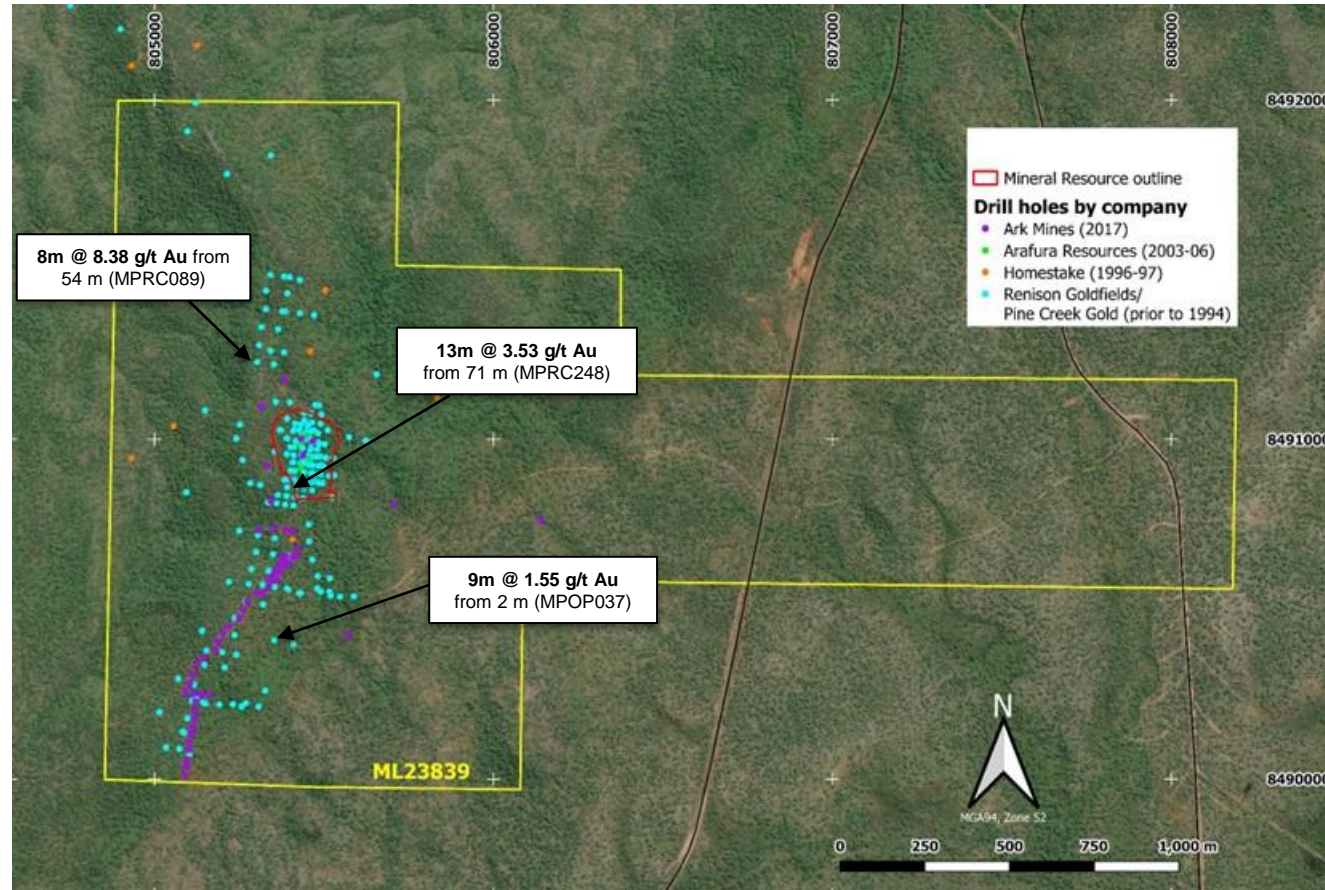 805000
806000
807000
808000
8492000
Mineral Resource outline
Drill holes by company
Ark Mines (2017)
Arafura Resources (2003-06)
Homestake (1996-97)
Renison Goldfields/
Pine Creek Gold (prior to 1994)
8m @ 8.38 g/t Au from
54 m (MPRC089)
13m @ 3.53 g/t Au
from 71 m (MPRC248)
8491000
9m @ 1.55 g/t Au
from 2 m (MPOP037)
ML23839
N
8490000
MGA94, Zone 52
0 250 500 750 1,000 m